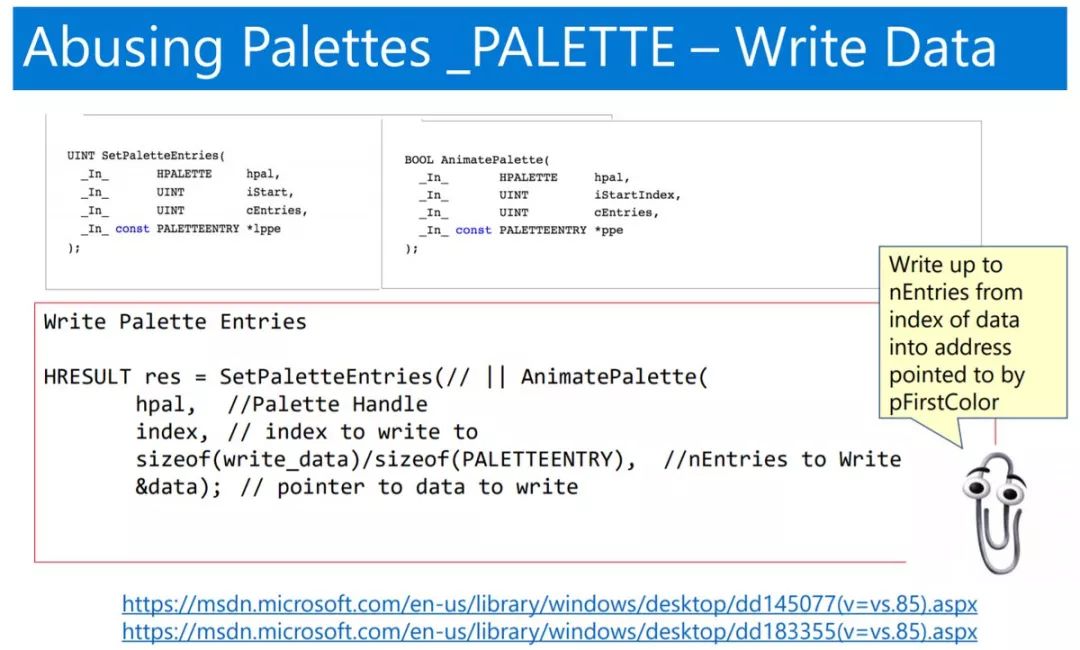 Abusing Palettes _PALETTE – Write Data
UINT SetPaletteEntries(
_In_ HPALETTE hpal,
_In_ UINT iStart,
_In_ UINT cEntries,
_In_ const PALETTEENTRY *lppe
);
BOOL AnimatePalette(
_In_ HPALETTE hpal,
_In_ UINT iStartIndex,
_In_ UINT cEntries,
_In_ const PALETTEENTRY *ppe
);
Write up to
nEntries from
index of data
into address
pointed to by
pFirstColor
Write Palette Entries
HRESULT res = SetPaletteEntries(// || AnimatePalette(
hpal, //Palette Handle
index, // index to write to
sizeof(write_data)/sizeof(PALETTEENTRY), //nEntries to Write
&data); // pointer to data to write
https://msdn.microsoft.com/en-us/library/windows/desktop/dd145077(v=vs.85).aspx
https://msdn.microsoft.com/en-us/library/windows/desktop/dd183355(v=vs.85).aspx